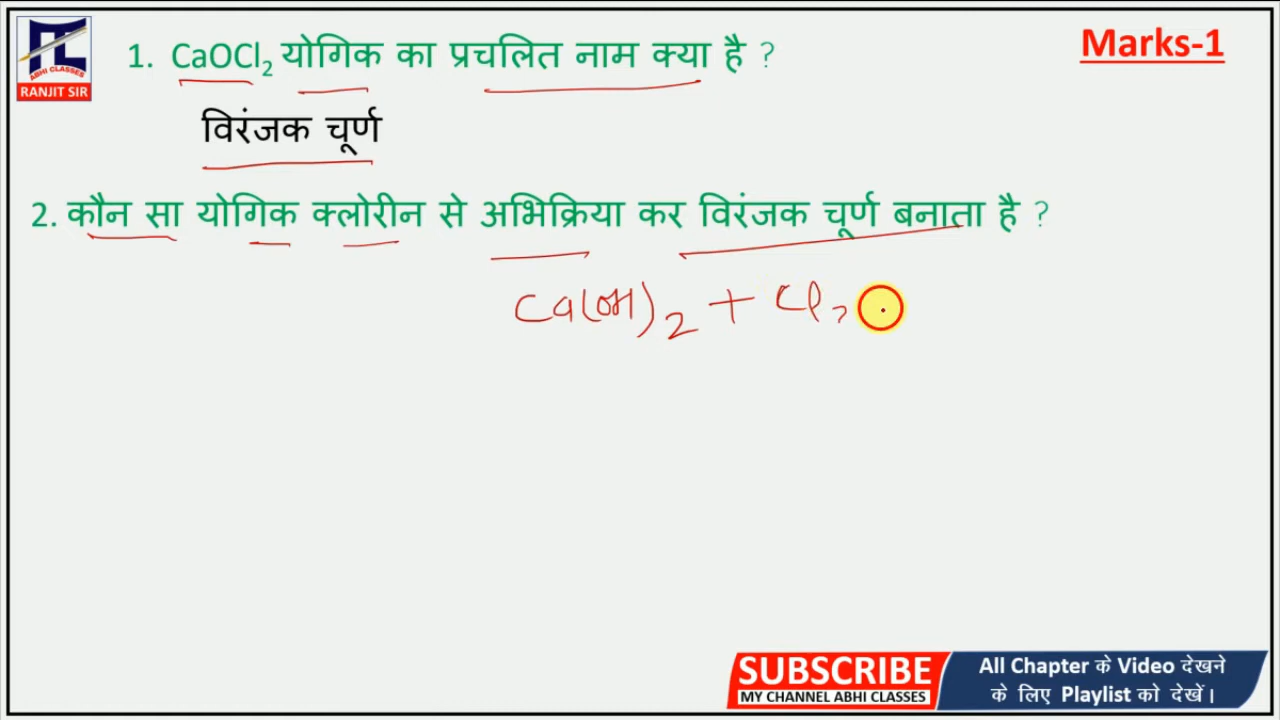 ABHI CLASSES
RANJIT SIR
Marks-1
1. CaOCl₂ योगिक का प्रचलित नाम क्या है ?
विरंजक चूर्ण
2. कौन सा योगिक क्लोरीन से अभिक्रिया कर विरंजक चूर्ण बनाता है ?
Ca(OH)₂ + Cl₂
SUBSCRIBE
MY CHANNEL ABHI CLASSES
All Chapter के Video देखने
के लिए Playlist को देखें।